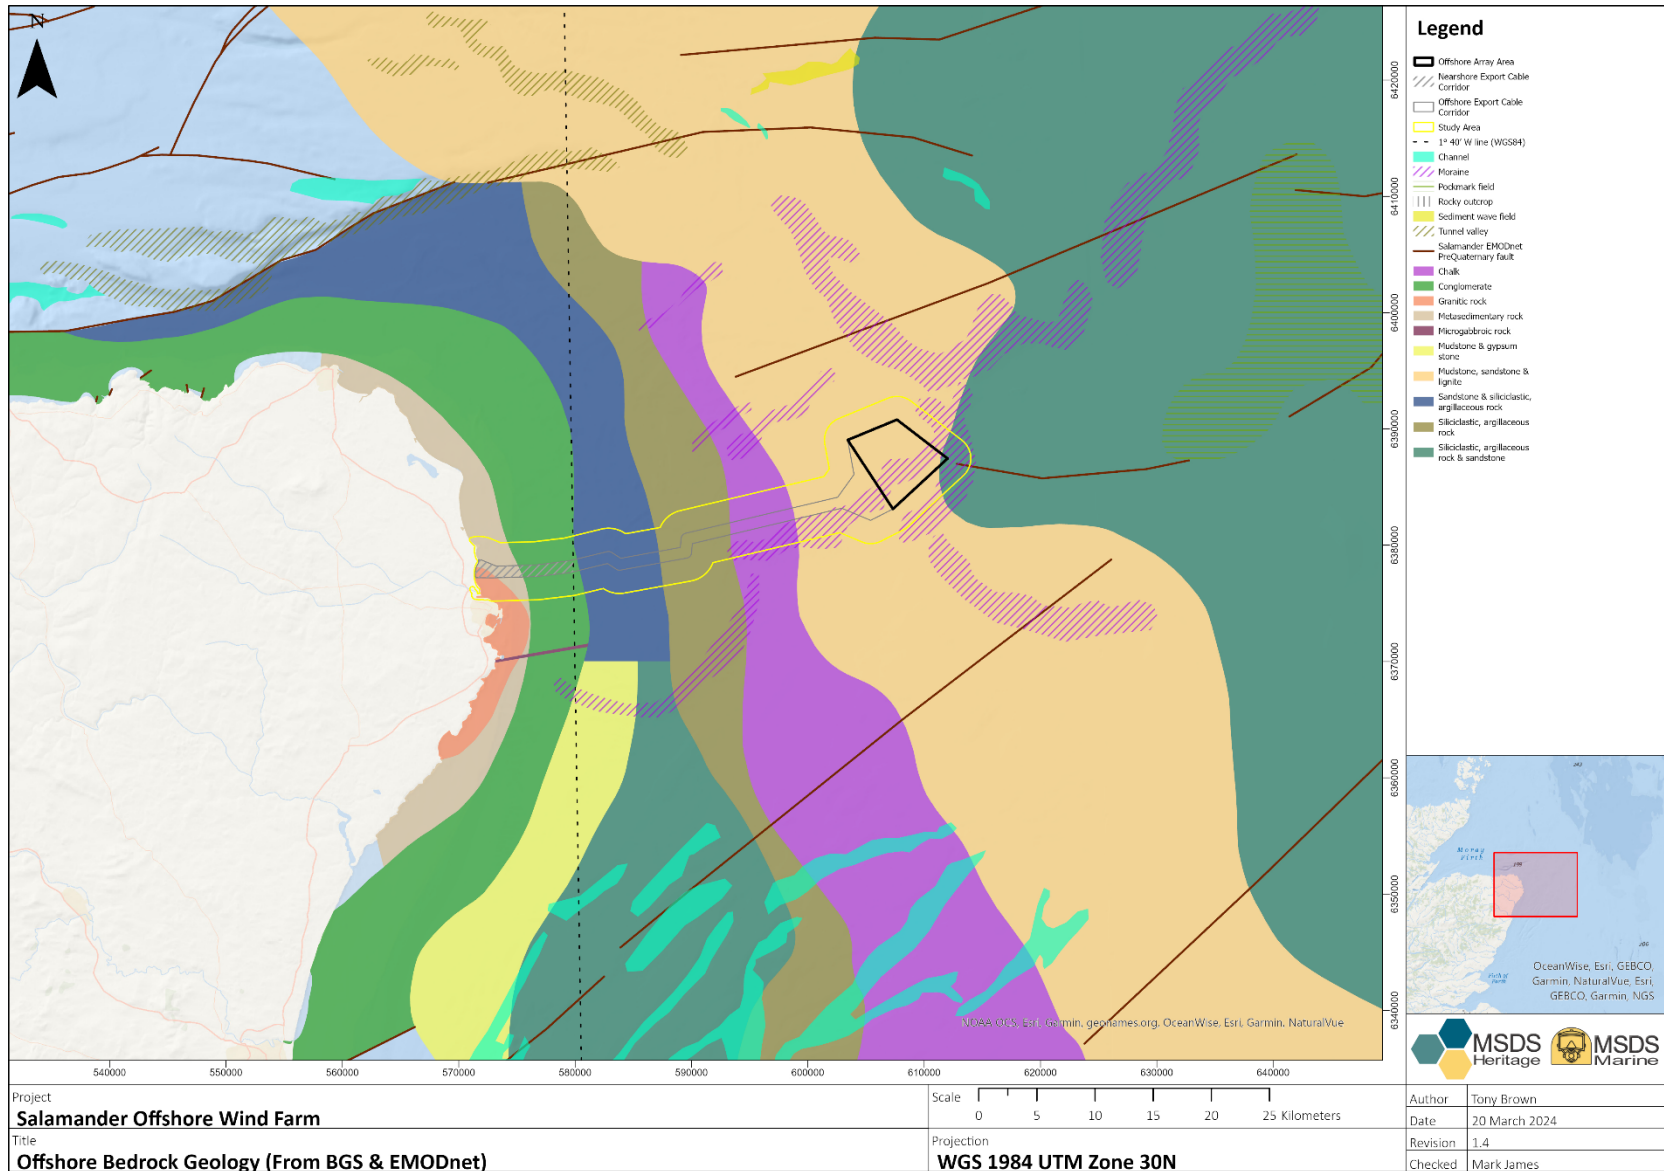 N
Legend
Offshore Array Area
Nearshore Export Cable
Corridor
Offshore Export Cable
Corridor
Study Area
1° 40' W line (WGS84)
Channel
Moraine
Pockmark field
Rocky outcrop
Sediment wave field
Tunnel valley
Salamander EMODnet
PreQuaternary fault
Chalk
Conglomerate
Granitic rock
Metasedimentary rock
Microgabbroic rock
Mudstone & gypsum
stone
Mudstone, sandstone &
lignite
Sandstone & siliciclastic,
argillaceous rock
Siliciclastic, argillaceous
rock
Siliciclastic, argillaceous
rock & sandstone
6420000
6410000
6400000
6390000
6380000
6370000
6360000
6350000
6340000
540000
550000
560000
570000
580000
590000
600000
610000
620000
630000
640000
NOAA OCS, Esri, Garmin, geonames.org, OceanWise, Esri, Garmin, NaturalVue
Moray
Firth
Firth of
Forth
OceanWise, Esri, GEBCO,
Garmin, NaturalVue, Esri,
GEBCO, Garmin, NGS
MSDS
Heritage
MSDS
Marine
Project
Salamander Offshore Wind Farm
Title
Offshore Bedrock Geology (From BGS & EMODnet)
Scale
0 5 10 15 20 25 Kilometers
Projection
WGS 1984 UTM Zone 30N
Author Tony Brown
Date 20 March 2024
Revision 1.4
Checked Mark James